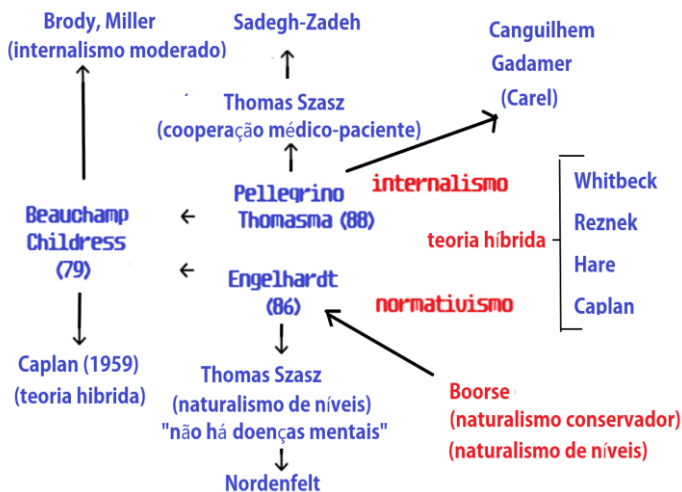 Brody, Miller
(internalismo moderado)
Sadegh-Zadeh
Canguilhem
Gadamer
(Carel)
Thomas Szasz
(cooperação médico-paciente)
Pellegrino
Thomasma (88)
internalismo
Beauchamp
Childress
(79)
Engelhardt
(86)
normativismo
teoria híbrida
Whitbeck
Reznek
Hare
Caplan
Caplan (1959)
(teoria hibrida)
Thomas Szasz
(naturalismo de níveis)
"não há doenças mentais"
Nordenfelt
Boorse
(naturalismo conservador)
(naturalismo de níveis)